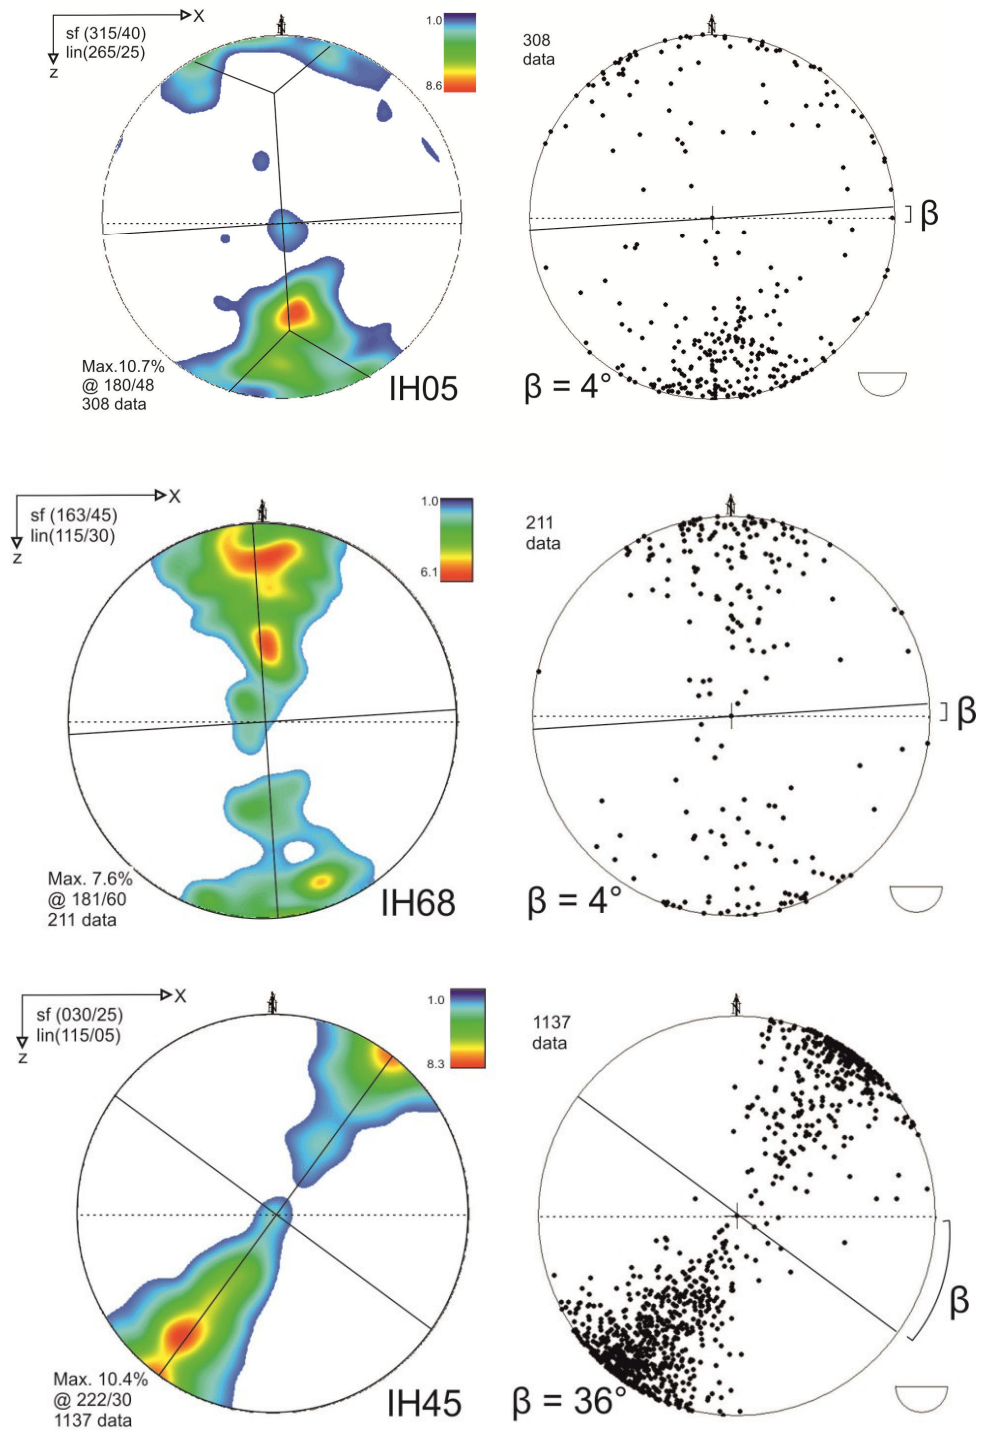 X
sf (315/40)
lin(265/25)
z
N
1.0
8.6
Max.10.7%
@ 180/48
308 data
IH05
308
data
N
β
β = 4°
X
sf (163/45)
lin(115/30)
z
N
1.0
6.1
Max. 7.6%
@ 181/60
211 data
IH68
211
data
N
β
β = 4°
X
sf (030/25)
lin(115/05)
z
N
1.0
8.3
Max. 10.4%
@ 222/30
1137 data
IH45
1137
data
N
β
β = 36°